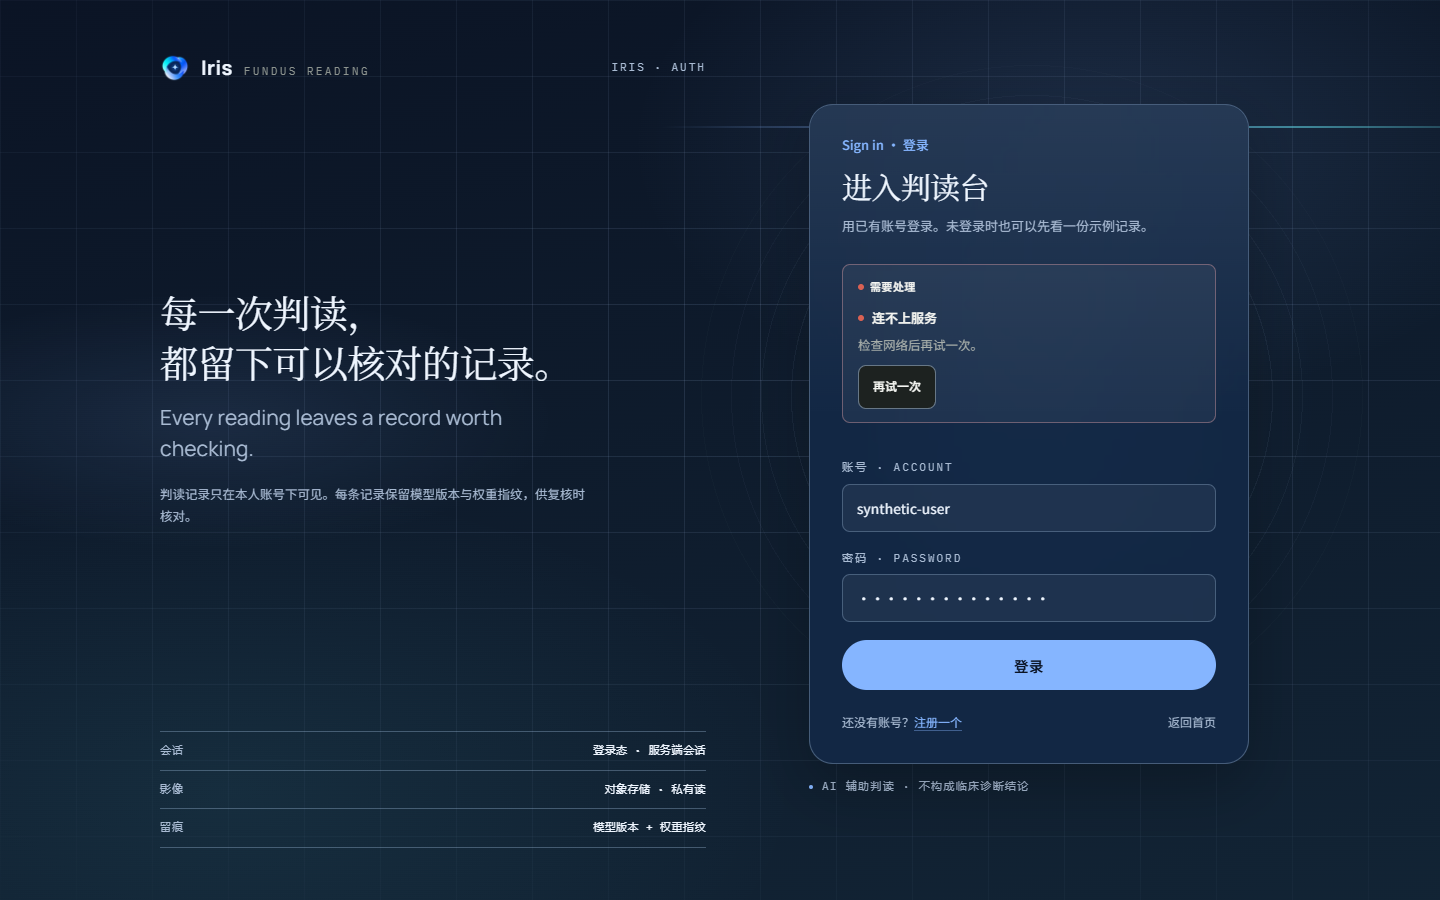 Iris FUNDUS READING
IRIS · AUTH
每一次判读，
都留下可以核对的记录。
Every reading leaves a record worth
checking.
判读记录只在本人账号下可见。每条记录保留模型版本与权重指纹，供复核时
核对。
会话 登录态 · 服务端会话
影像 对象存储 · 私有读
留痕 模型版本 + 权重指纹
Sign in · 登录
进入判读台
用已有账号登录。未登录时也可以先看一份示例记录。
需要处理
连不上服务
检查网络后再试一次。
再试一次
账号 · ACCOUNT
synthetic-user
密码 · PASSWORD
••••••••••••••
登录
还没有账号？注册一个 返回首页
AI 辅助判读 · 不构成临床诊断结论